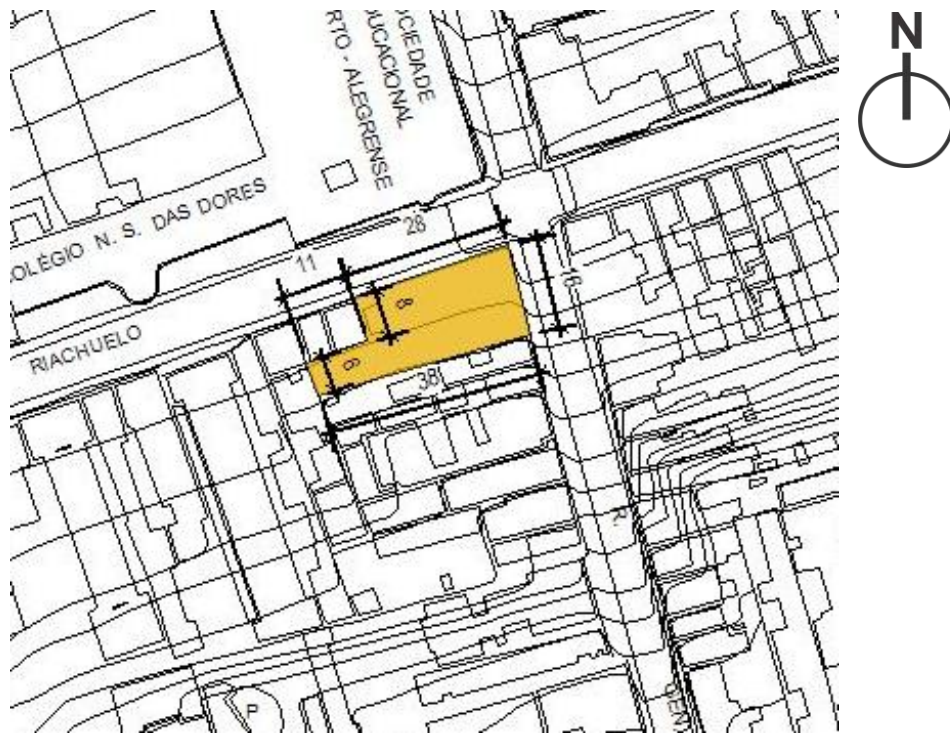 N
OCIEDADE
DUCACIONAL
RTO - ALEGRENSE
OLÉGIO N. S. DAS DORES
28
11
16
8
RIACHUELO
6
38
R.
P